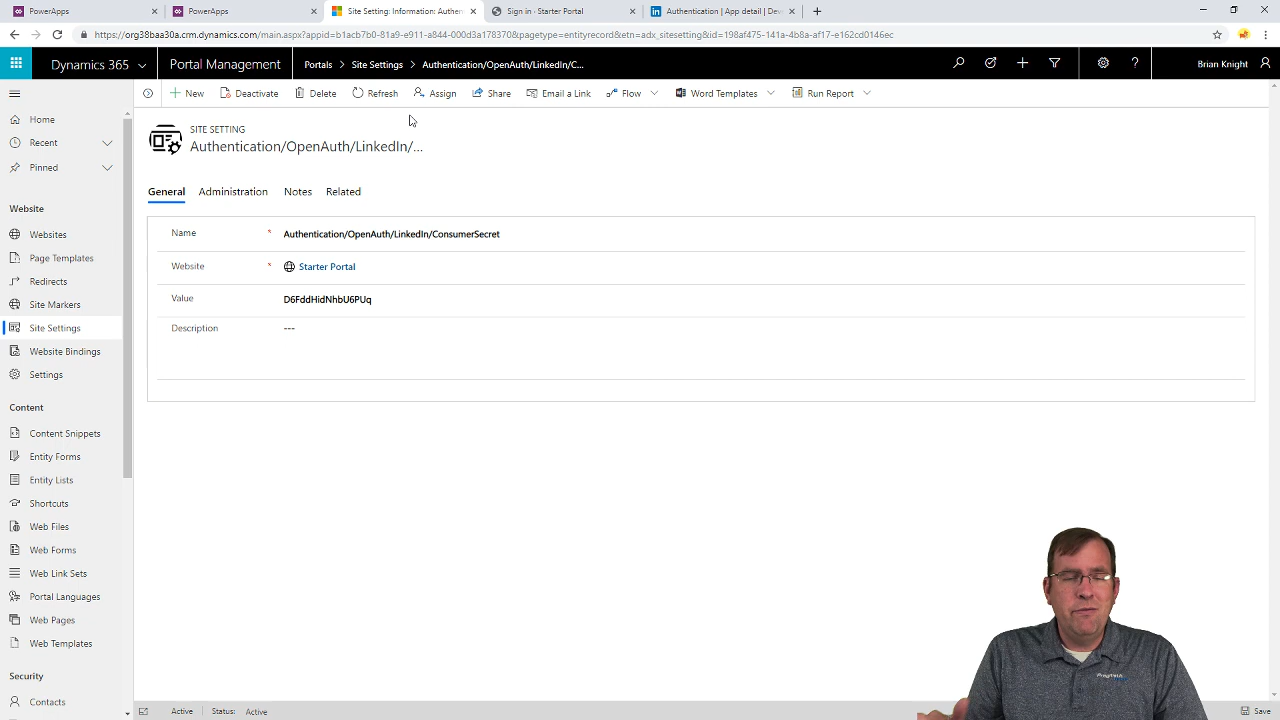 PowerApps
PowerApps
Site Setting: Information: Authen
Sign in · Starter Portal
Authentication | App detail | Dev
https://org38baa30a.crm.dynamics.com/main.aspx?appid=b1acb7b0-81a9-e911-a844-000d3a178370&pagetype=entityrecord&etn=adx_sitesetting&id=198af475-141a-4b8a-af17-e162cd0146ec
Dynamics 365
Portal Management
Portals > Site Settings > Authentication/OpenAuth/LinkedIn/C...
Brian Knight
New
Deactivate
Delete
Refresh
Assign
Share
Email a Link
Flow
Word Templates
Run Report
Home
Recent
Pinned
Website
Websites
Page Templates
Redirects
Site Markers
Site Settings
Website Bindings
Settings
Content
Content Snippets
Entity Forms
Entity Lists
Shortcuts
Web Files
Web Forms
Web Link Sets
Portal Languages
Web Pages
Web Templates
Security
Contacts
SITE SETTING
Authentication/OpenAuth/LinkedIn/...
General
Administration
Notes
Related
Name * Authentication/OpenAuth/LinkedIn/ConsumerSecret
Website * Starter Portal
Value D6FddHidNhbU6PUq
Description ---
Active
Status: Active
Save